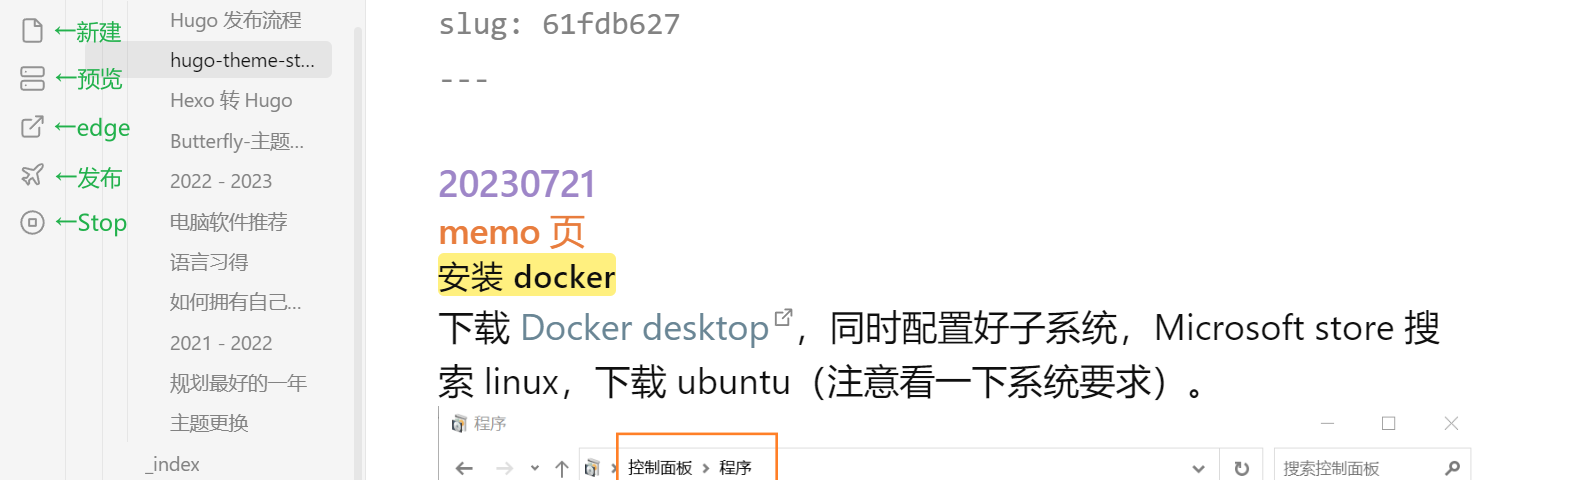 ←新建
←预览
←edge
←发布
←Stop
Hugo 发布流程
hugo-theme-st...
Hexo 转 Hugo
Butterfly-主题...
2022 - 2023
电脑软件推荐
语言习得
如何拥有自己...
2021 - 2022
规划最好的一年
主题更换
_index
slug: 61fdb627
---
20230721
memo 页
安装 docker
下载 Docker desktop，同时配置好子系统，Microsoft store 搜
索 linux，下载 ubuntu（注意看一下系统要求）。
程序
控制面板 > 程序
搜索控制面板